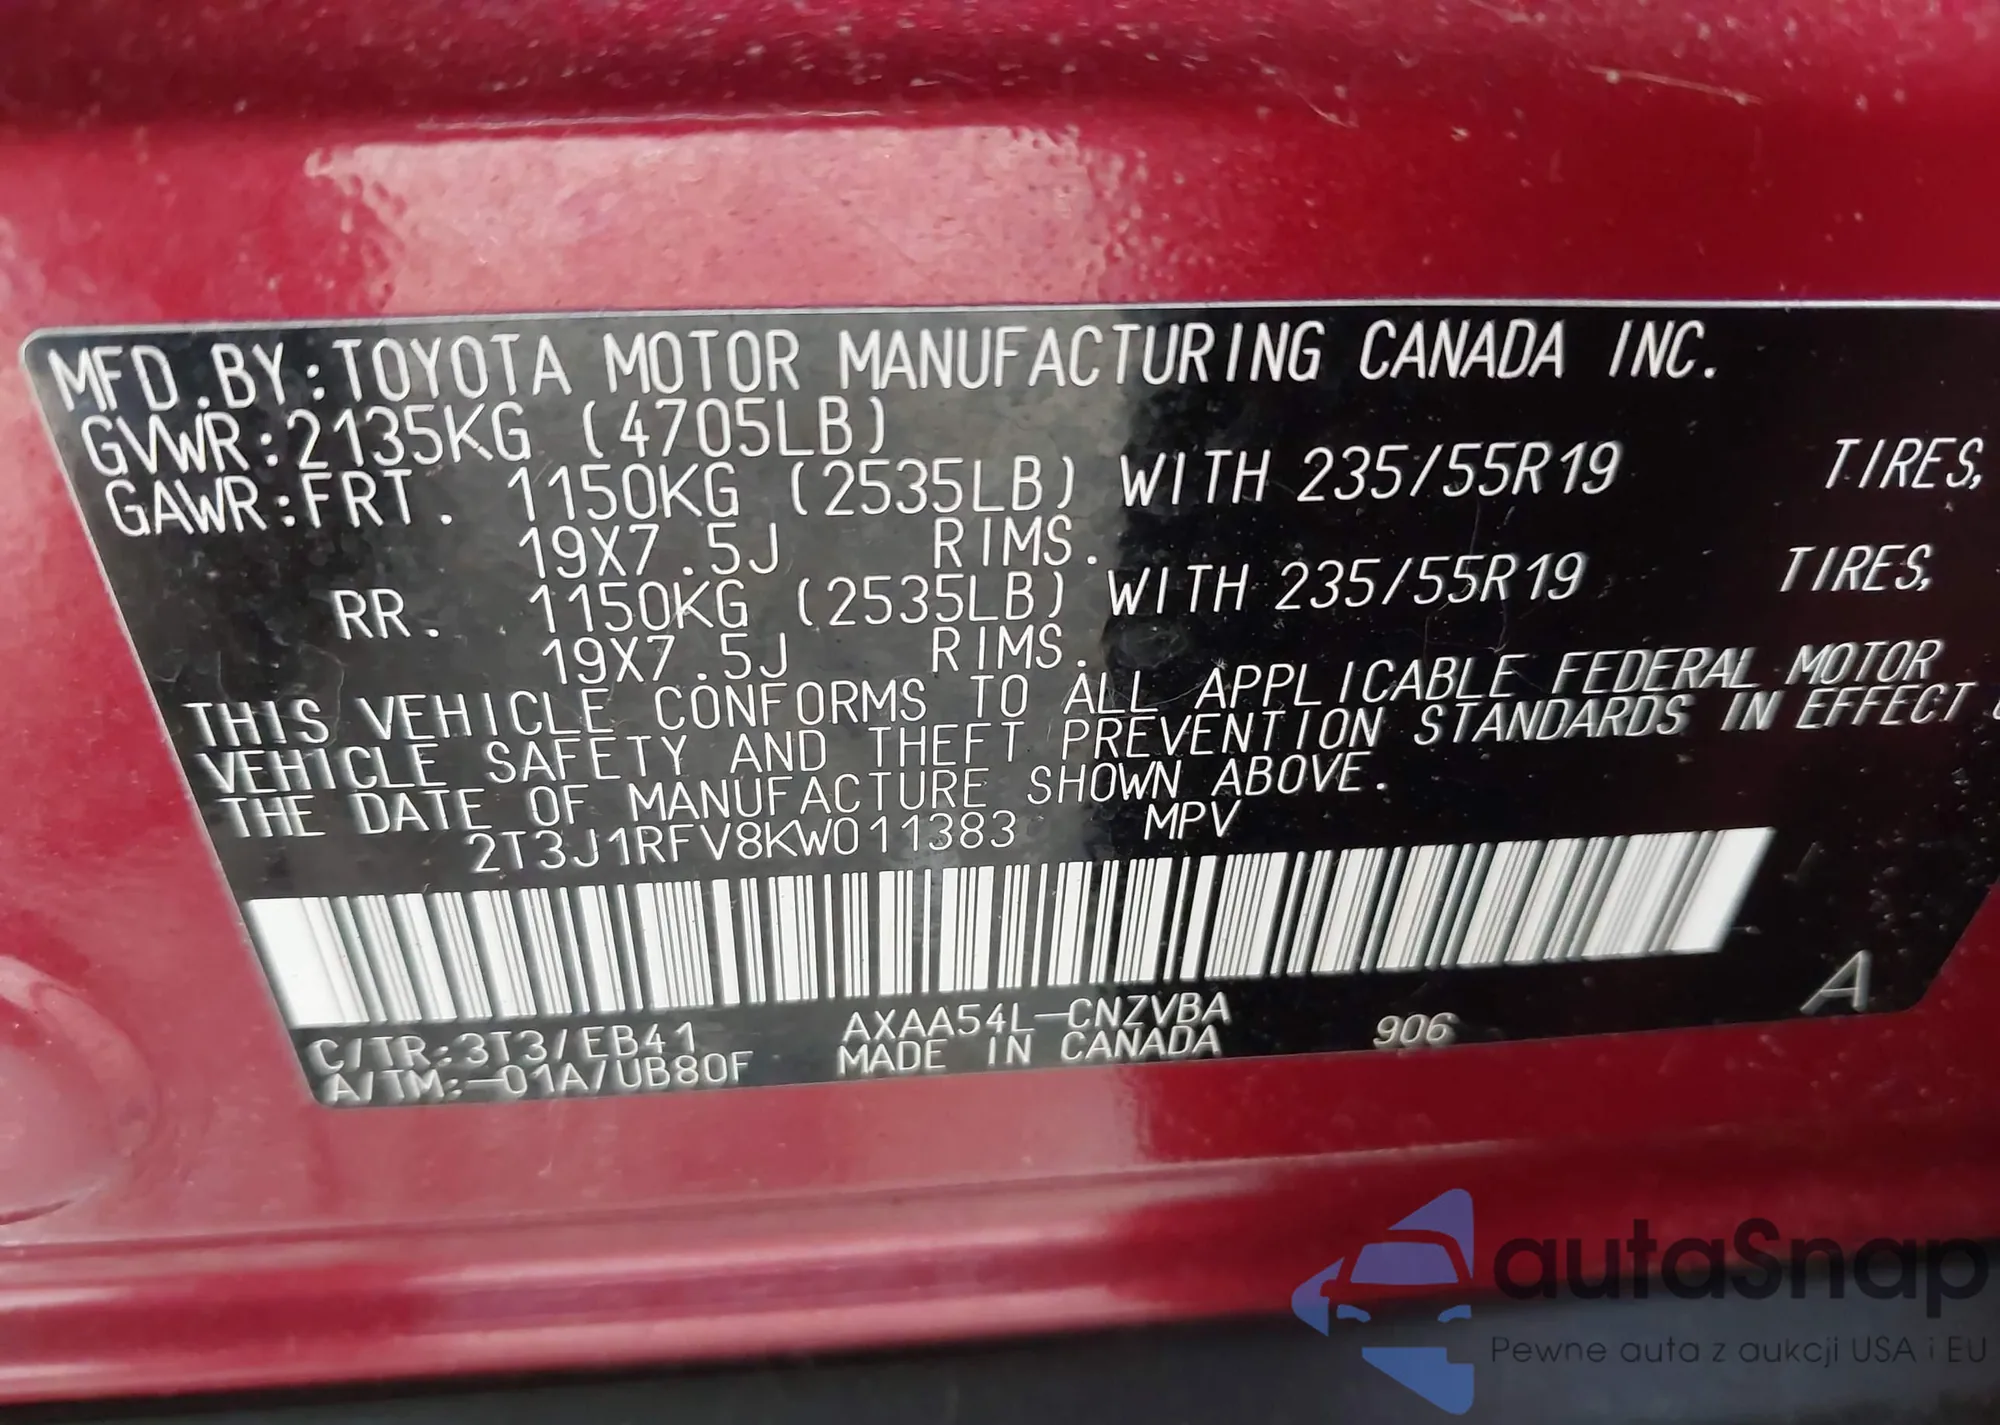 MFD.BY:TOYOTA MOTOR MANUFACTURING CANADA INC.
GVWR:2135KG (4705LB)
GAWR:FRT. 1150KG (2535LB) WITH 235/55R19 TIRES,
19X7.5J RIMS.
RR. 1150KG (2535LB) WITH 235/55R19 TIRES,
19X7.5J RIMS.
THIS VEHICLE CONFORMS TO ALL APPLICABLE FEDERAL MOTOR
VEHICLE SAFETY AND THEFT PREVENTION STANDARDS IN EFFECT
THE DATE OF MANUFACTURE SHOWN ABOVE.
2T3J1RFV8KW011383 MPV
C/TR:3T3/EB41 AXAA54L-CNZVBA 906 A
A/TM:-01A/UB80F MADE IN CANADA
autaSnap
Pewne auta z aukcji USA i EU